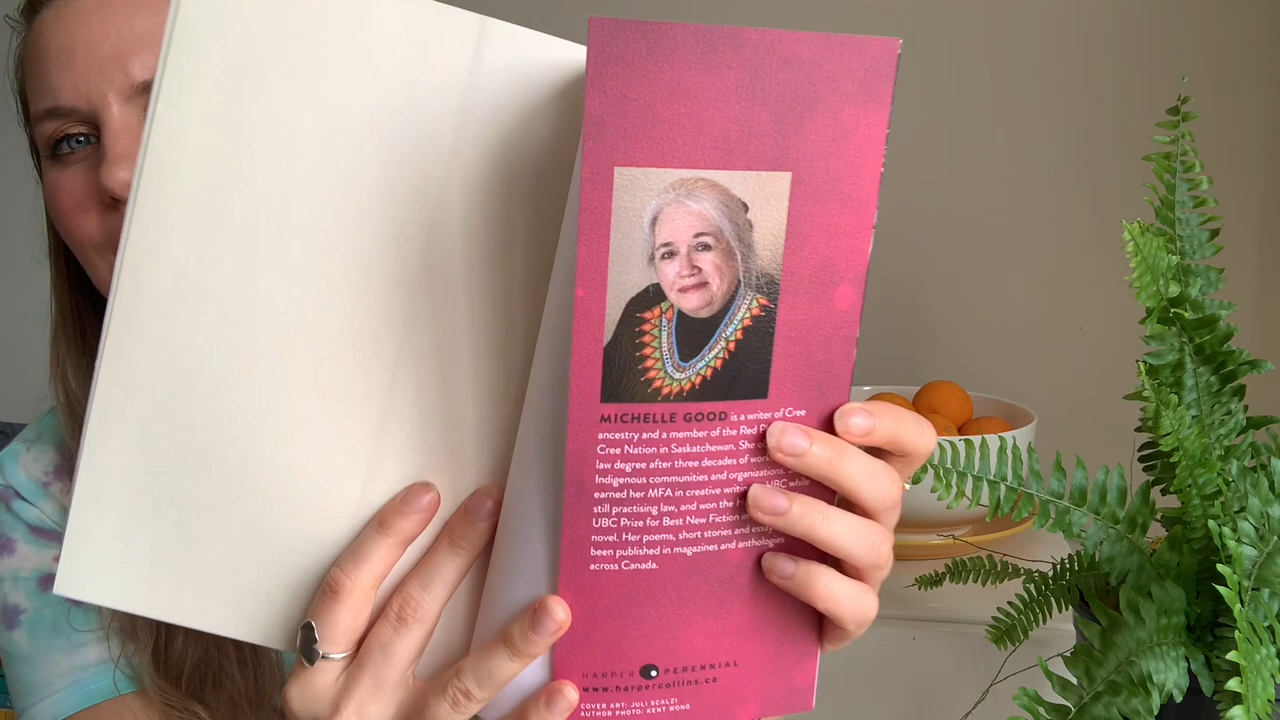 MICHELLE GOOD is a writer of Cree
ancestry and a member of the Red
Cree Nation in Saskatchewan. She
law degree after three decades of
Indigenous communities and organizations.
earned her MFA in creative UBC while
still practising law, and won the
UBC Prize for Best New Fiction
novel. Her poems, short stories and
been published in magazines and anthologies
across Canada.
HARPER PERENNIAL
www.harpercollins.ca
COVER ART: JULI SCALZI
AUTHOR PHOTO: KENT WONG